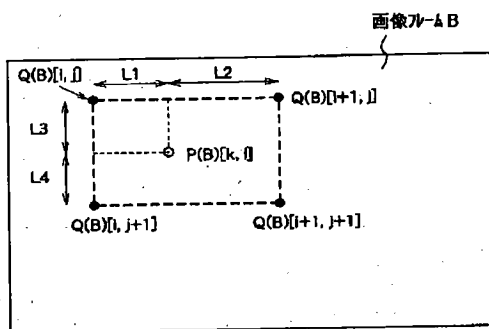 画像フレームB
L1
L2
Q(B)[i, j]
Q(B)[i+1, j]
L3
P(B)[k, l]
L4
Q(B)[i, j+1]
Q(B)[i+1, j+1]